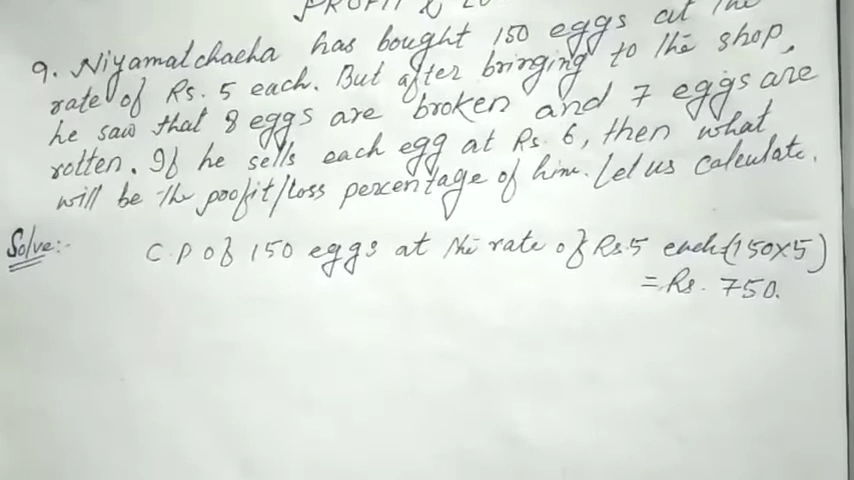 PROFIT &
9. Niyamatchacha has bought 150 eggs at the
rate of Rs. 5 each. But after bringing to the shop,
he saw that 8 eggs are broken and 7 eggs are
rotten. If he sells each egg at Rs. 6, then what
will be the profit/loss percentage of him. Let us calculate.
Solve:-
C.P of 150 eggs at the rate of Rs.5 each (150×5)
= Rs. 750.